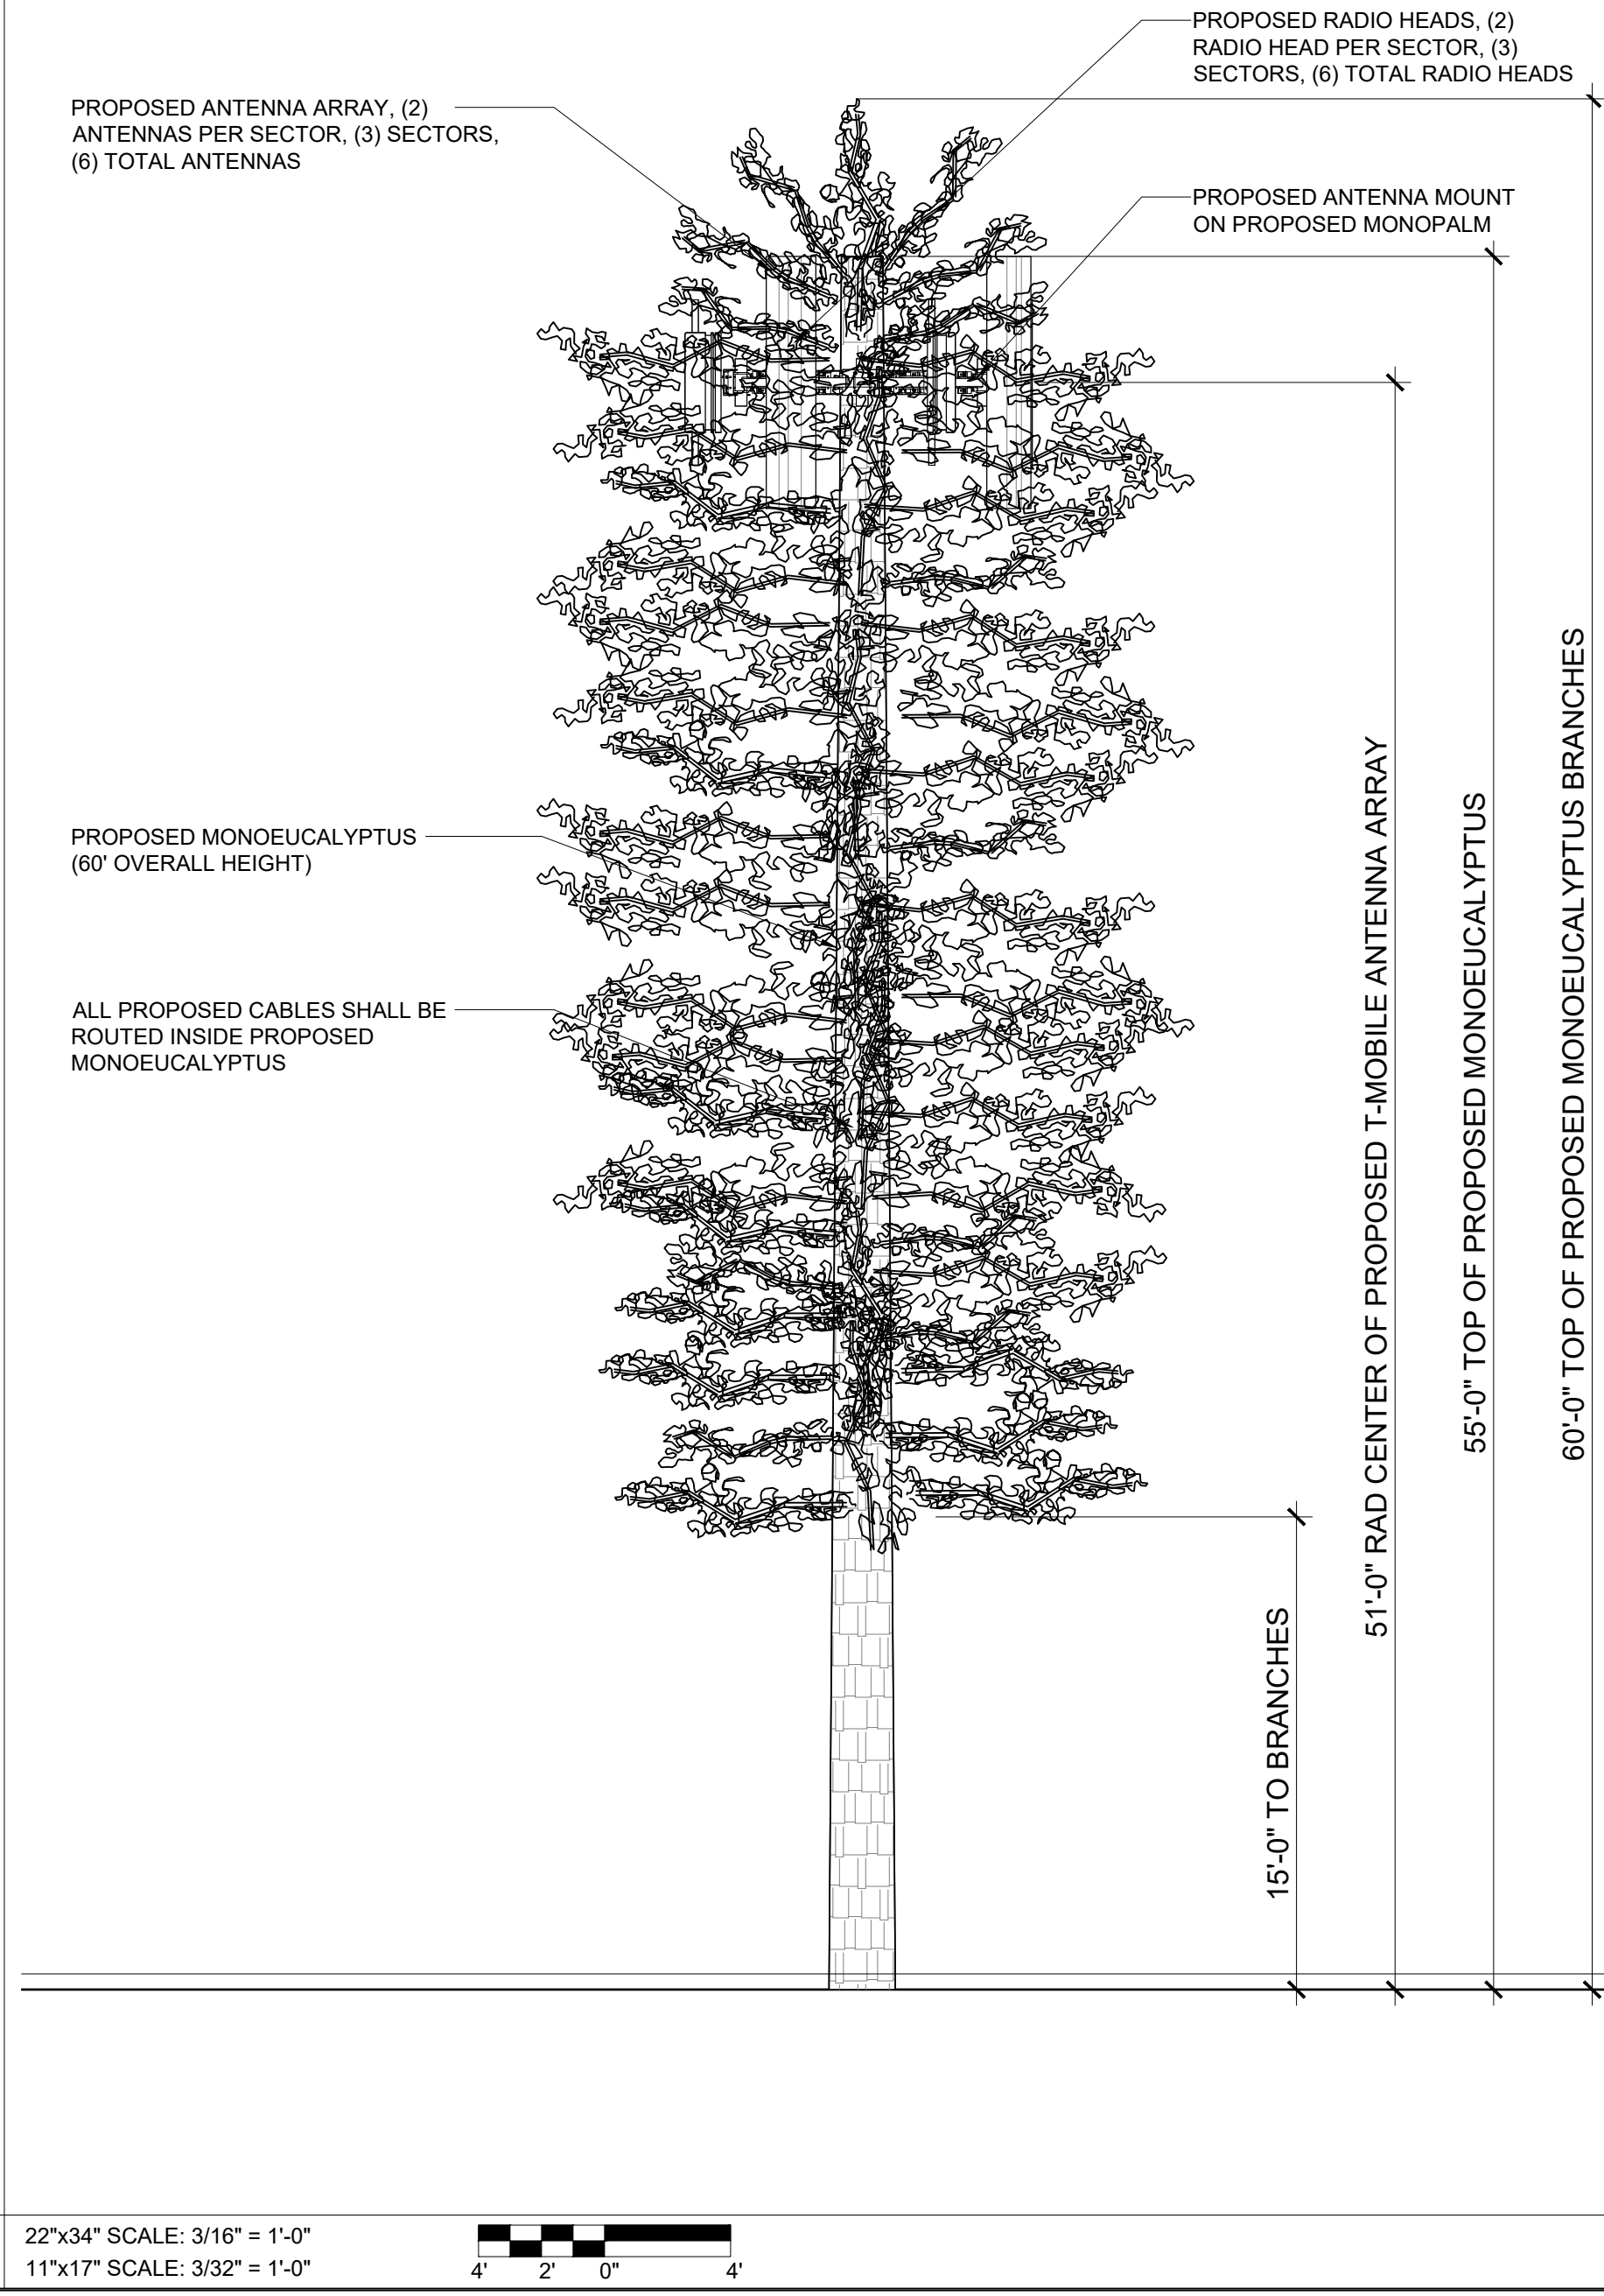 PROPOSED RADIO HEADS, (2)
RADIO HEAD PER SECTOR, (3)
SECTORS, (6) TOTAL RADIO HEADS
PROPOSED ANTENNA ARRAY, (2)
ANTENNAS PER SECTOR, (3) SECTORS,
(6) TOTAL ANTENNAS
PROPOSED ANTENNA MOUNT
ON PROPOSED MONOPALM
PROPOSED MONOEUCALYPTUS
(60' OVERALL HEIGHT)
ALL PROPOSED CABLES SHALL BE
ROUTED INSIDE PROPOSED
MONOEUCALYPTUS
15'-0" TO BRANCHES
51'-0" RAD CENTER OF PROPOSED T-MOBILE ANTENNA ARRAY
55'-0" TOP OF PROPOSED MONOEUCALYPTUS
60'-0" TOP OF PROPOSED MONOEUCALYPTUS BRANCHES
22"x34" SCALE: 3/16" = 1'-0"
11"x17" SCALE: 3/32" = 1'-0"
4' 2' 0" 4'